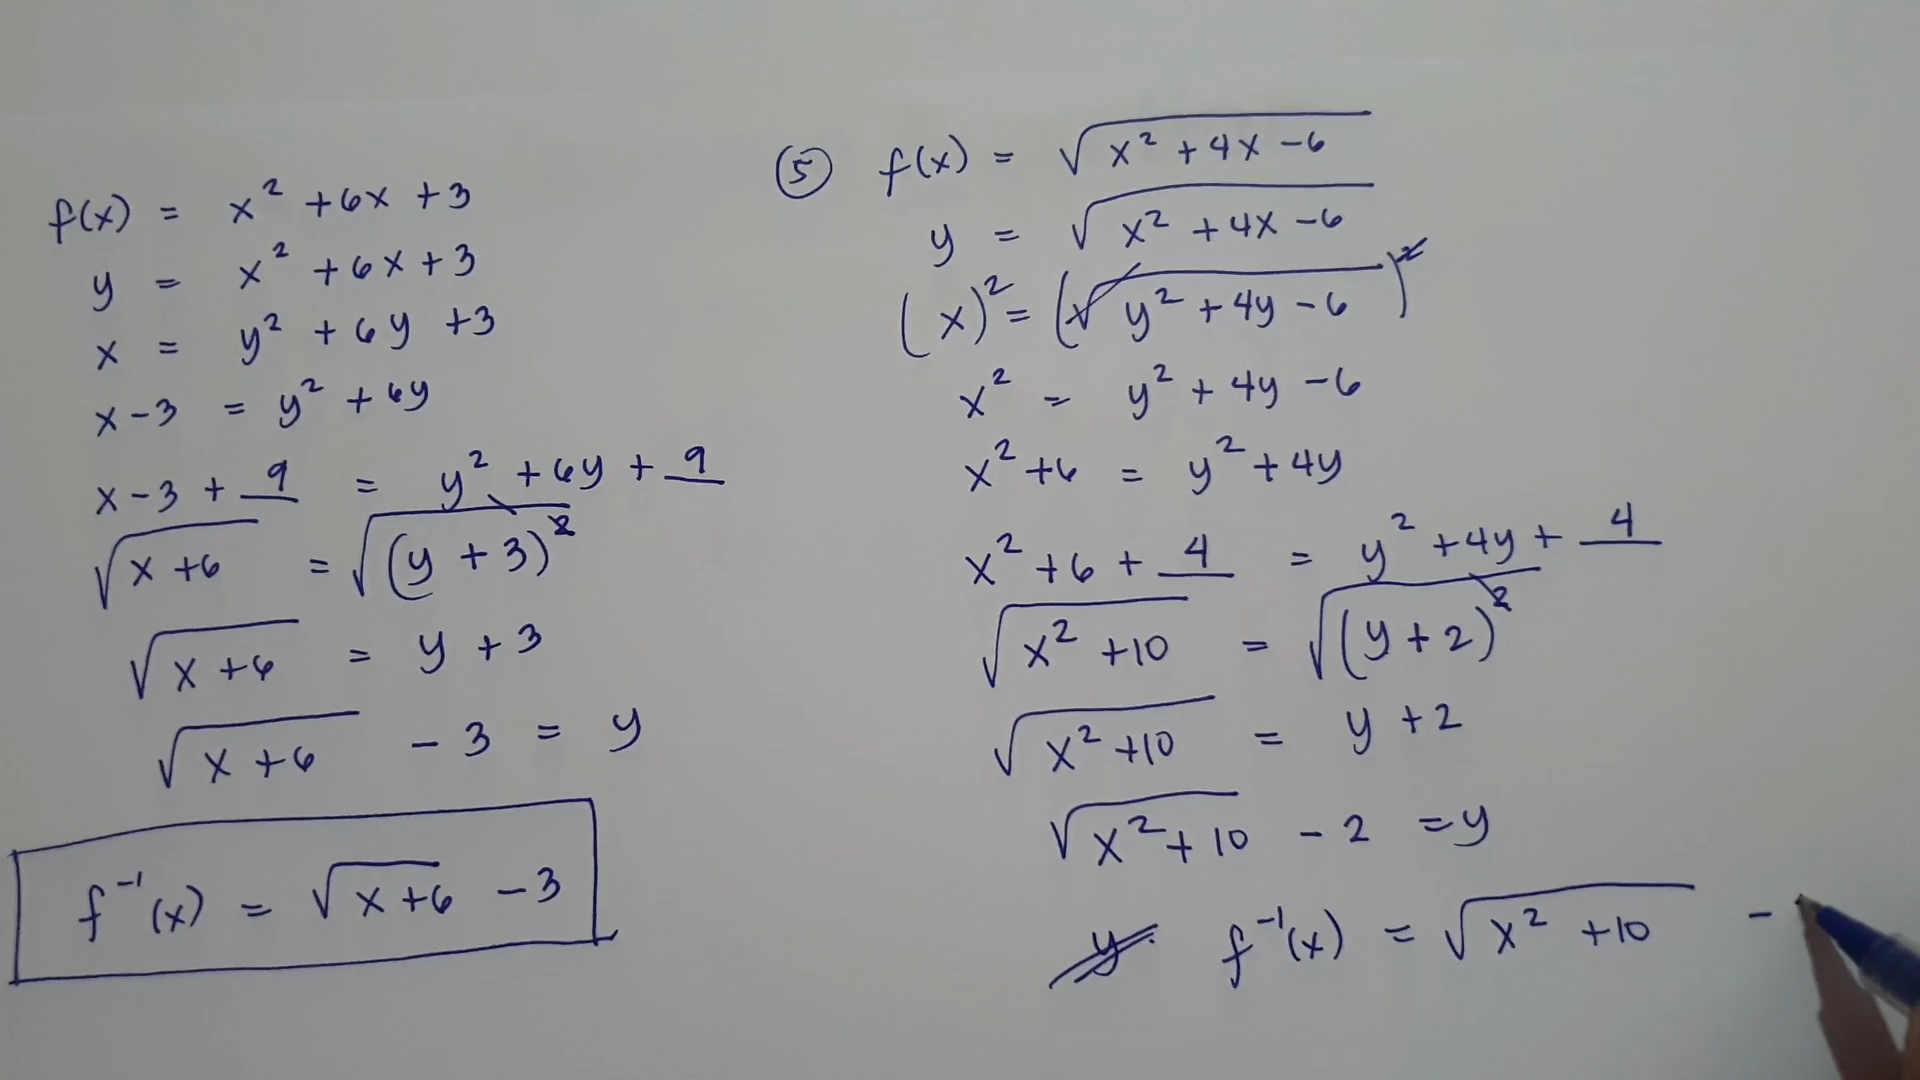 f(x) = x² + 6x + 3
y = x² + 6x + 3
x = y² + 6y + 3
x - 3 = y² + 6y
x - 3 + 9 = y² + 6y + 9
√(x + 6) = √((y + 3)²)
√(x + 6) = y + 3
√(x + 6) - 3 = y
f⁻¹(x) = √(x + 6) - 3
⑤ f(x) = √(x² + 4x - 6)
y = √(x² + 4x - 6)
(x)² = (√(y² + 4y - 6))²
x² = y² + 4y - 6
x² + 6 = y² + 4y
x² + 6 + 4 = y² + 4y + 4
√(x² + 10) = √((y + 2)²)
√(x² + 10) = y + 2
√(x² + 10) - 2 = y
y f⁻¹(x) = √(x² + 10) -